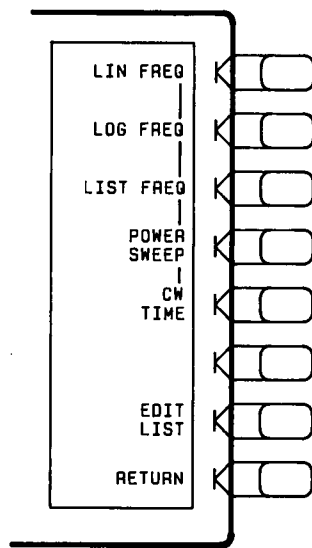 LIN FREQ
LOG FREQ
LIST FREQ
POWER
SWEEP
CW
TIME
EDIT
LIST
RETURN